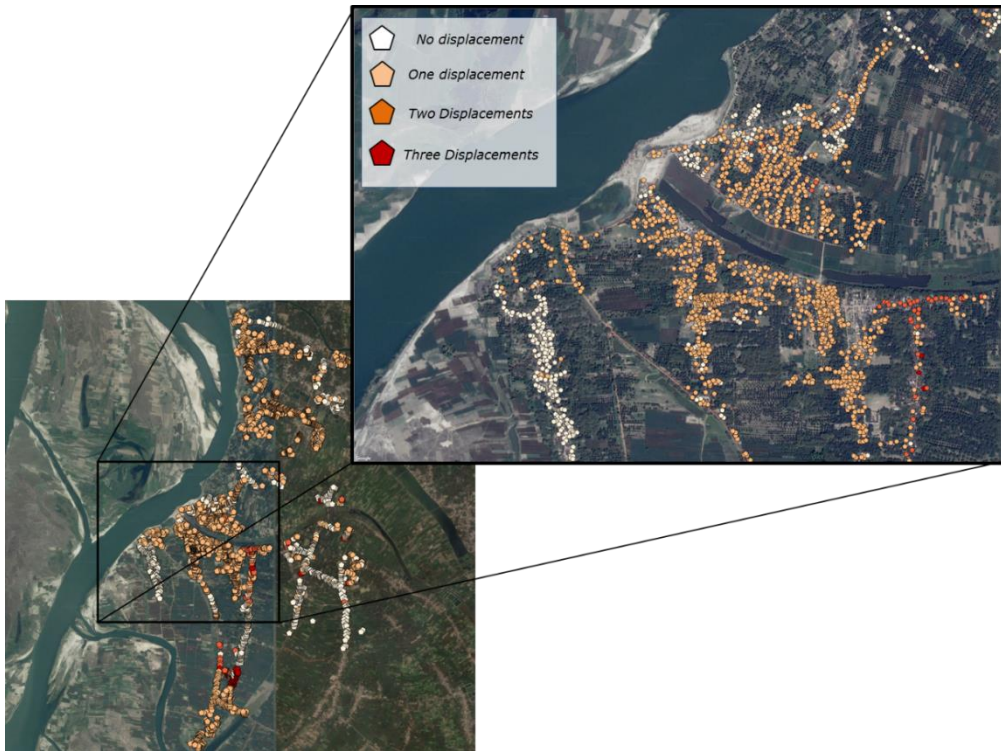 No displacement
One displacement
Two Displacements
Three Displacements